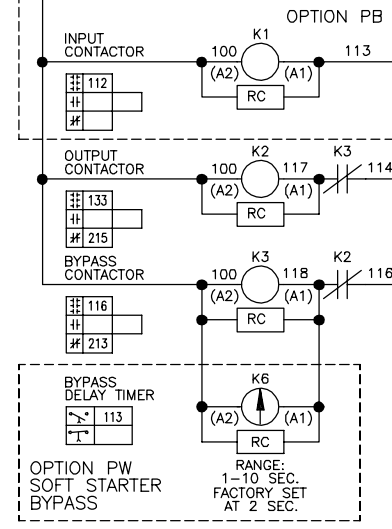 OPTION PB
INPUT
CONTACTOR
K1
100
113
(A2)
(A1)
RC
112
OUTPUT
CONTACTOR
K2
K3
100
117
114
(A2)
(A1)
RC
133
215
BYPASS
CONTACTOR
K3
K2
100
118
116
(A2)
(A1)
RC
116
213
BYPASS
DELAY TIMER
K6
113
(A2)
(A1)
RC
OPTION PW
SOFT STARTER
BYPASS
RANGE:
1-10 SEC.
FACTORY SET
AT 2 SEC.